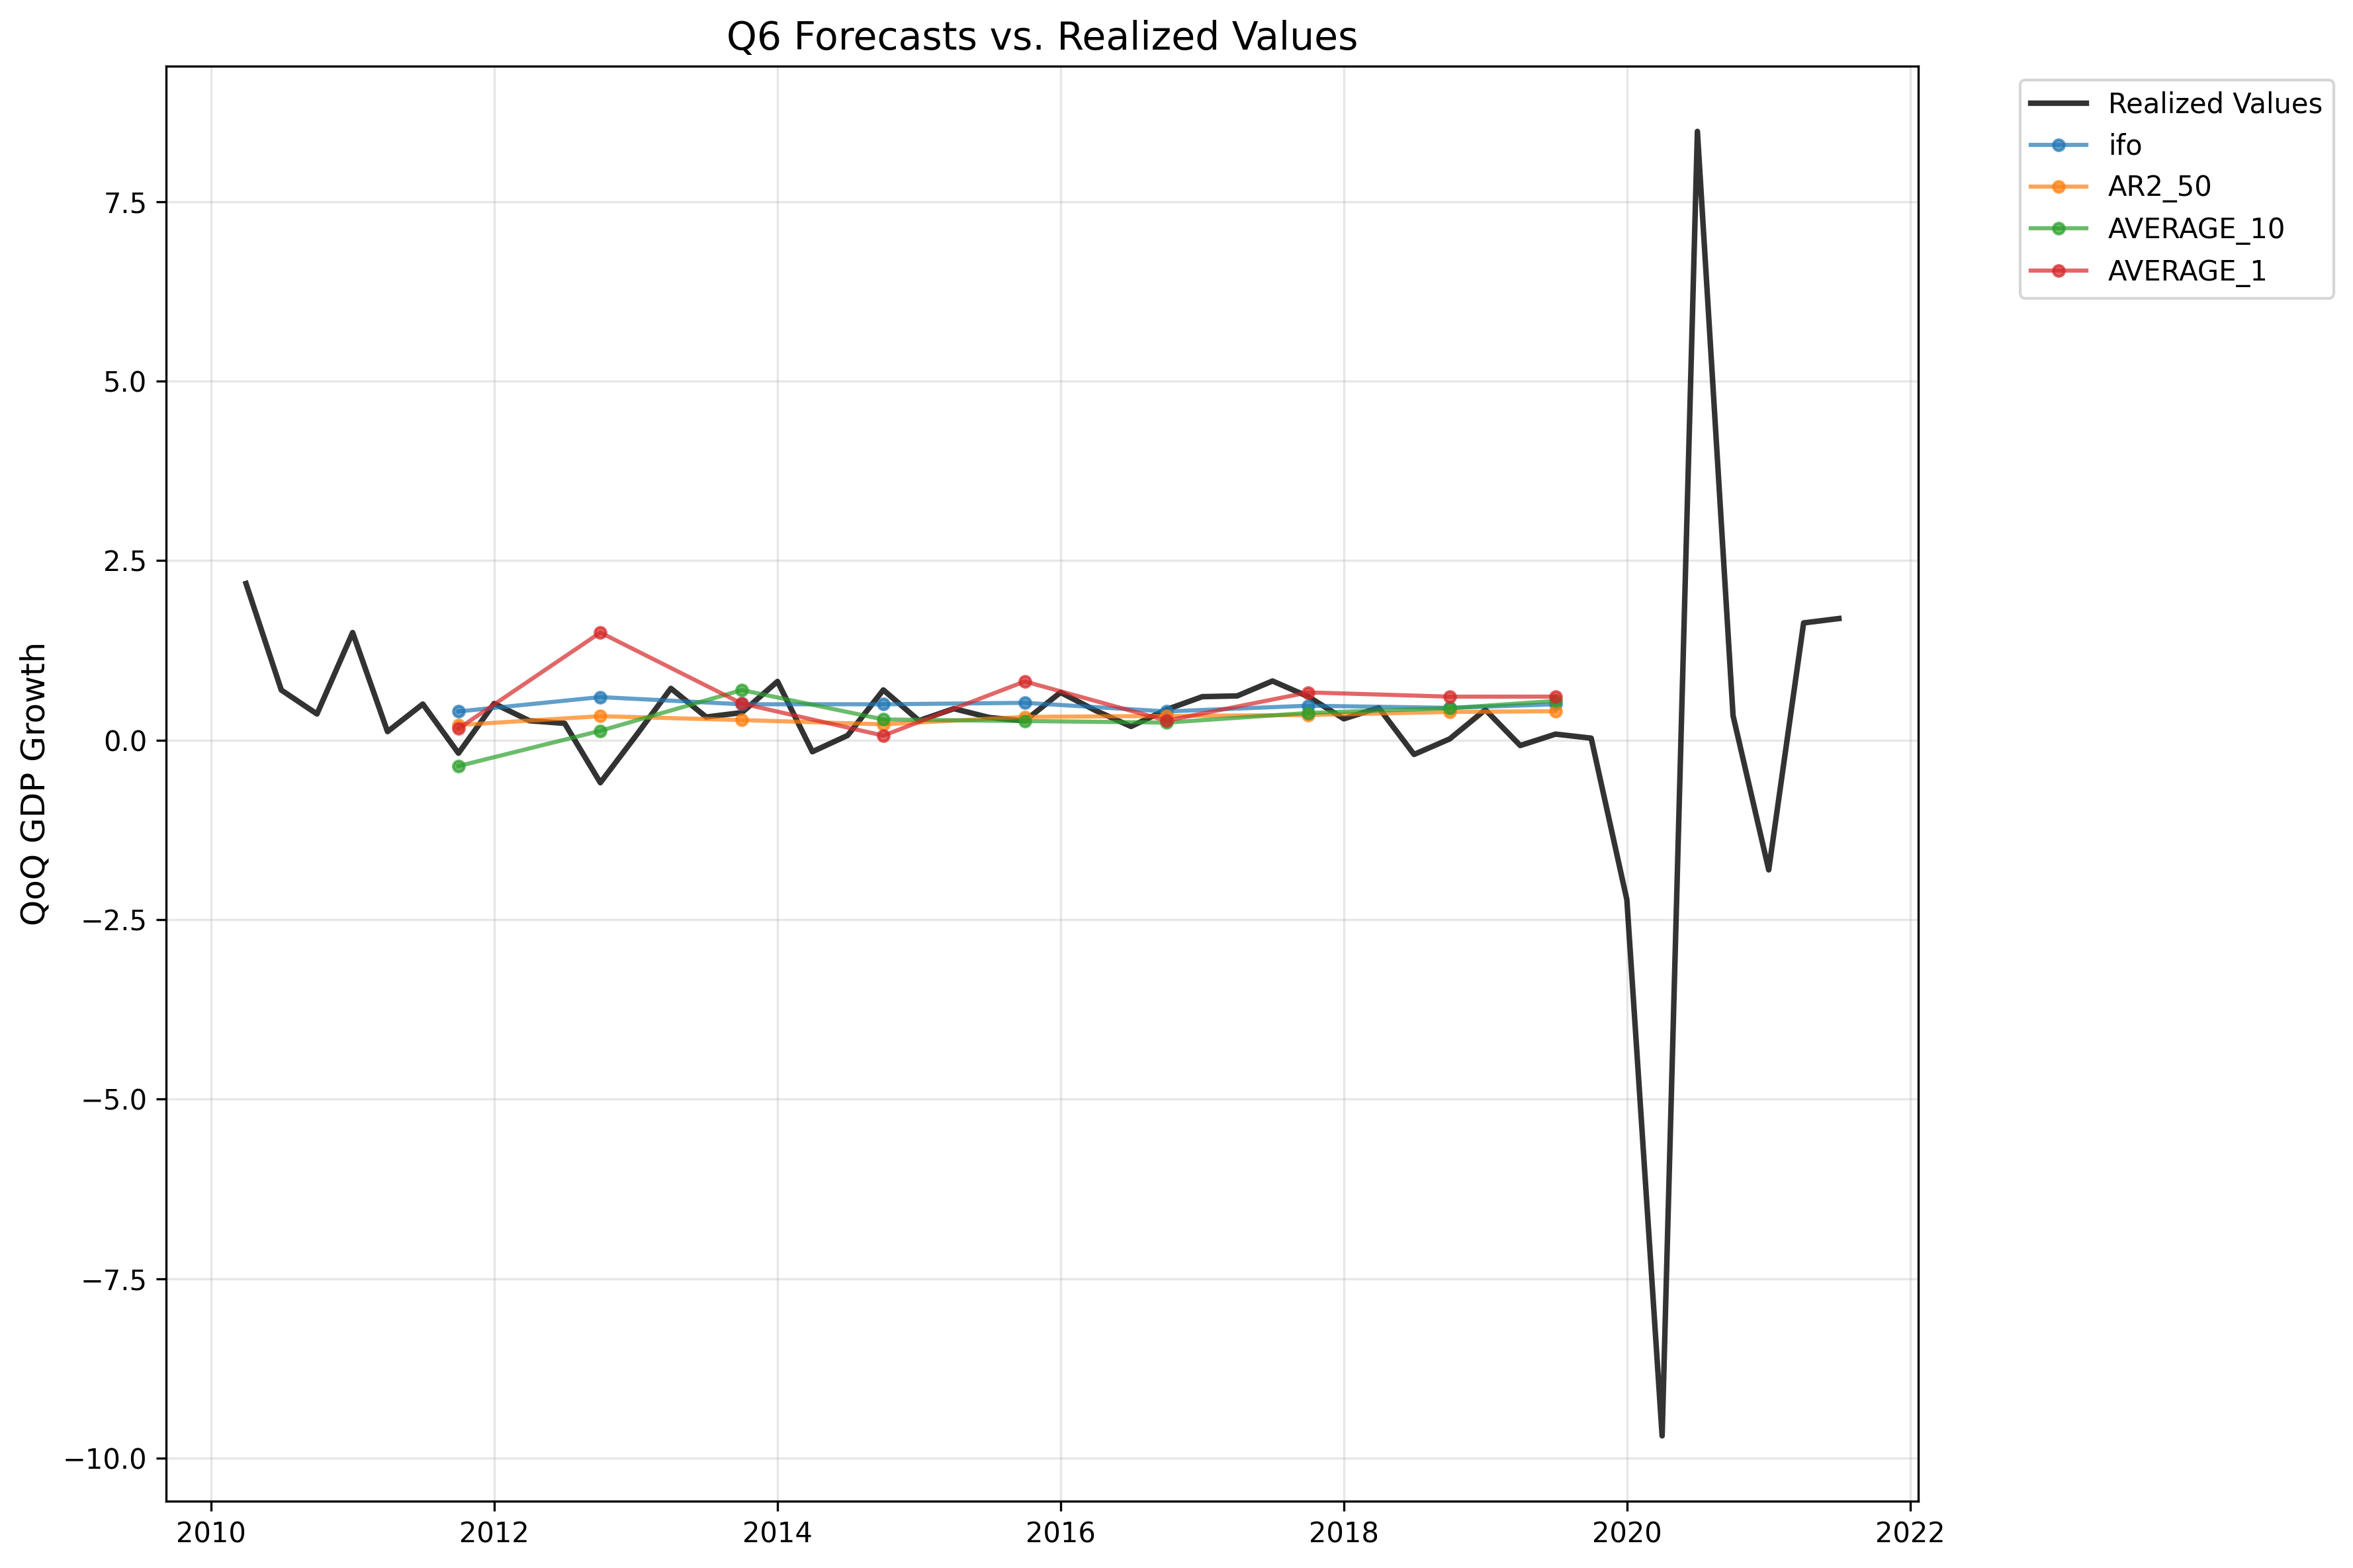 Q6 Forecasts vs. Realized Values
Realized Values
ifo
AR2_50
AVERAGE_10
AVERAGE_1
QoQ GDP Growth
7.5
5.0
2.5
0.0
−2.5
−5.0
−7.5
−10.0
2010 2012 2014 2016 2018 2020 2022